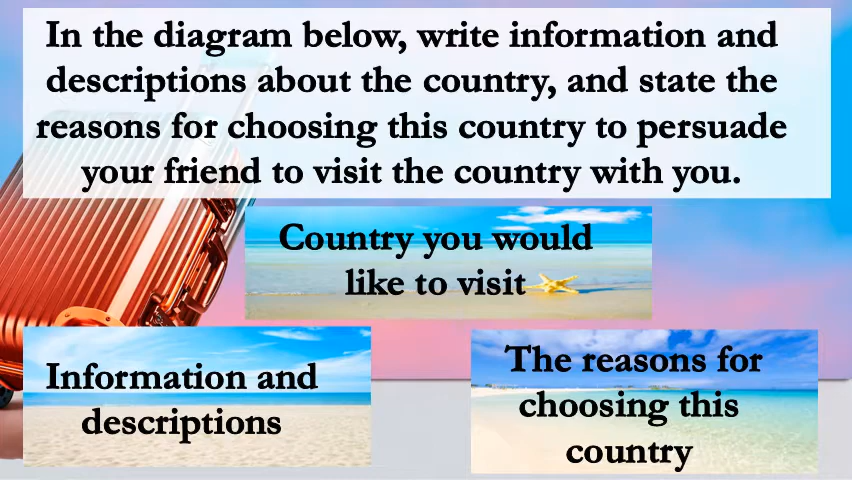 In the diagram below, write information and
descriptions about the country, and state the
reasons for choosing this country to persuade
your friend to visit the country with you.
Country you would
like to visit
Information and
descriptions
The reasons for
choosing this
country